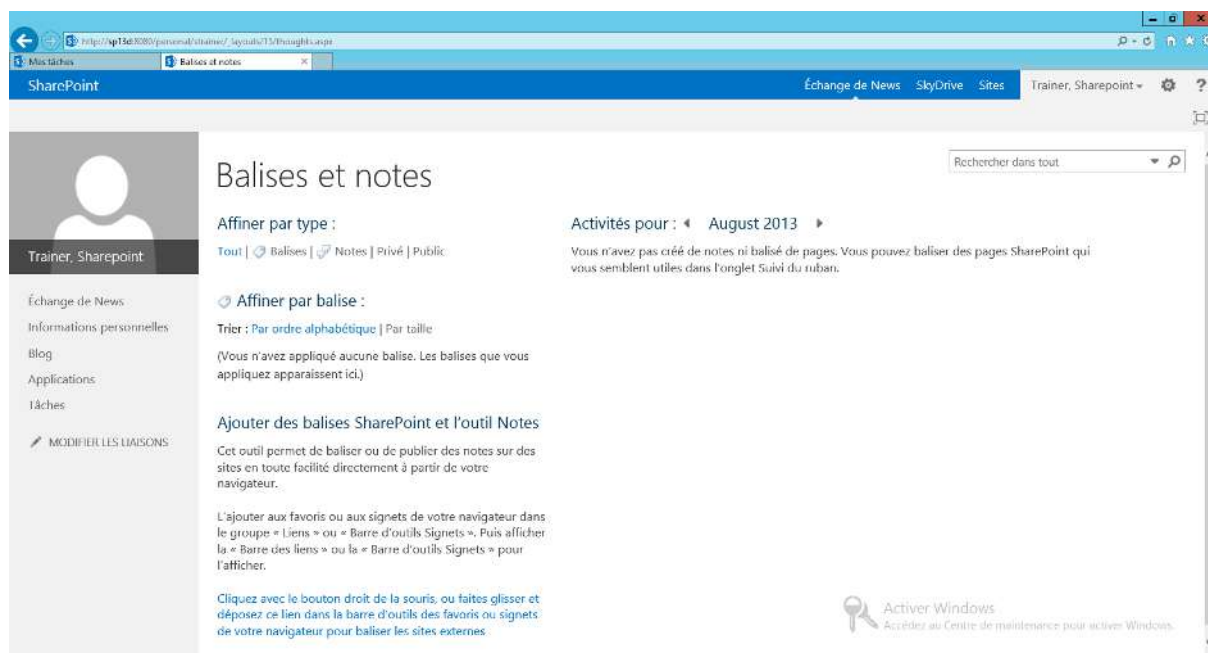 http://sp13dt:8080/personal/strainer/_layouts/15/thoughts.aspx
Mes tâches
Balises et notes
SharePoint
Échange de News
SkyDrive
Sites
Trainer, Sharepoint
Trainer, Sharepoint
Échange de News
Informations personnelles
Blog
Applications
Tâches
MODIFIER LES LIAISONS
Balises et notes
Rechercher dans tout
Affiner par type :
Tout | Balises | Notes | Privé | Public
Affiner par balise :
Trier : Par ordre alphabétique | Par taille
(Vous n'avez appliqué aucune balise. Les balises que vous
appliquez apparaissent ici.)
Ajouter des balises SharePoint et l'outil Notes
Cet outil permet de baliser ou de publier des notes sur des
sites en toute facilité directement à partir de votre
navigateur.
L'ajouter aux favoris ou aux signets de votre navigateur dans
le groupe « Liens » ou « Barre d'outils Signets ». Puis afficher
la « Barre des liens » ou la « Barre d'outils Signets » pour
l'afficher.
Cliquez avec le bouton droit de la souris, ou faites glisser et
déposez ce lien dans la barre d'outils des favoris ou signets
de votre navigateur pour baliser les sites externes
Activités pour : August 2013
Vous n'avez pas créé de notes ni balisé de pages. Vous pouvez baliser des pages SharePoint qui
vous semblent utiles dans l'onglet Suivi du ruban.
Activer Windows
Accédez au Centre de maintenance pour activer Windows.